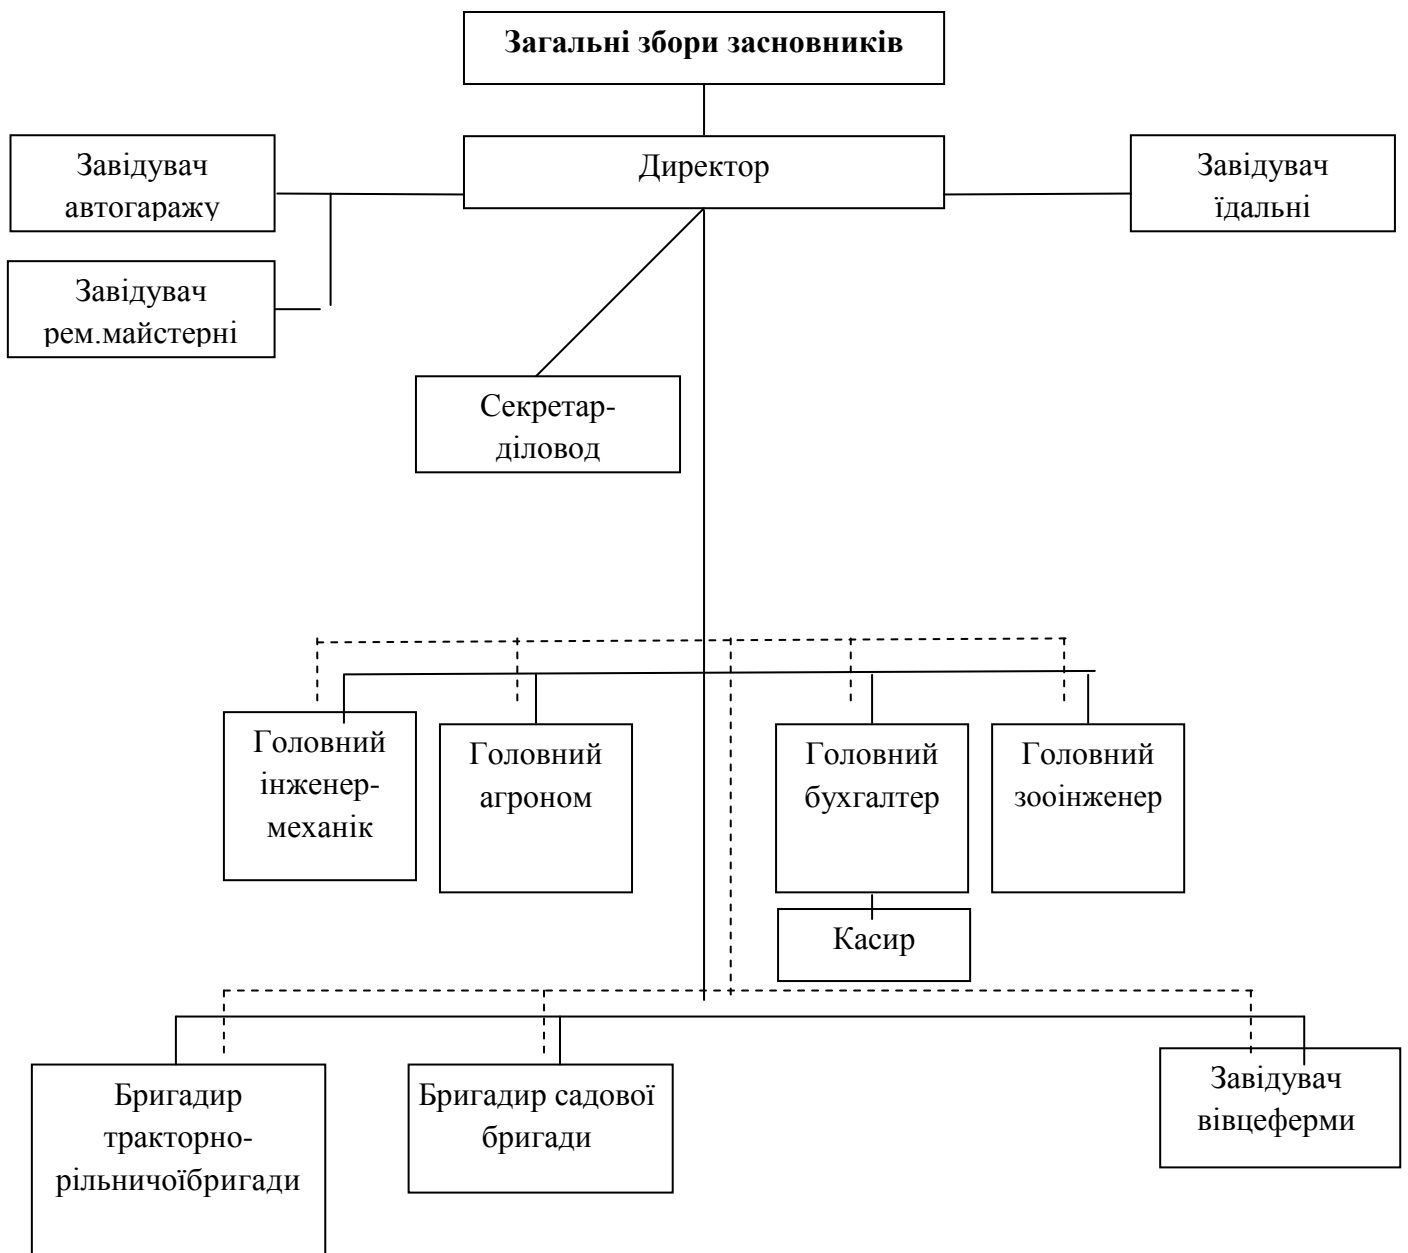 Загальні збори засновників
Завідувач
автогаражу
Директор
Завідувач
їдальні
Завідувач
рем.майстерні
Секретар-
діловод
Головний
інженер-
механік
Головний
агроном
Головний
бухгалтер
Головний
зооінженер
Касир
Бригадир
тракторно-
рільничоїбригади
Бригадир садової
бригади
Завідувач
вівцеферми